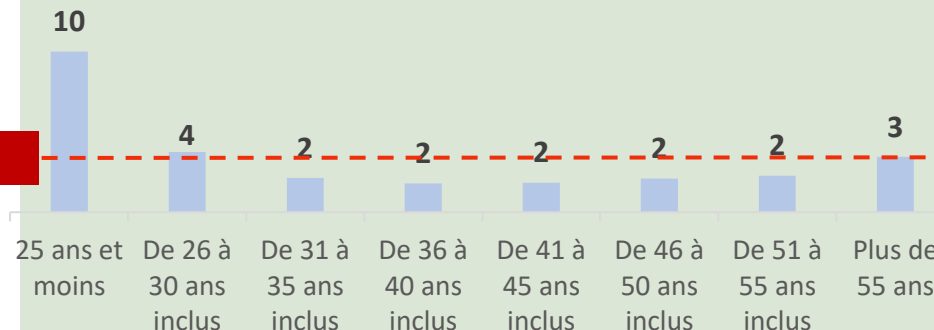 10
4
2
2
2
2
2
3
25 ans et
moins
De 26 à
30 ans
inclus
De 31 à
35 ans
inclus
De 36 à
40 ans
inclus
De 41 à
45 ans
inclus
De 46 à
50 ans
inclus
De 51 à
55 ans
inclus
Plus de
55 ans